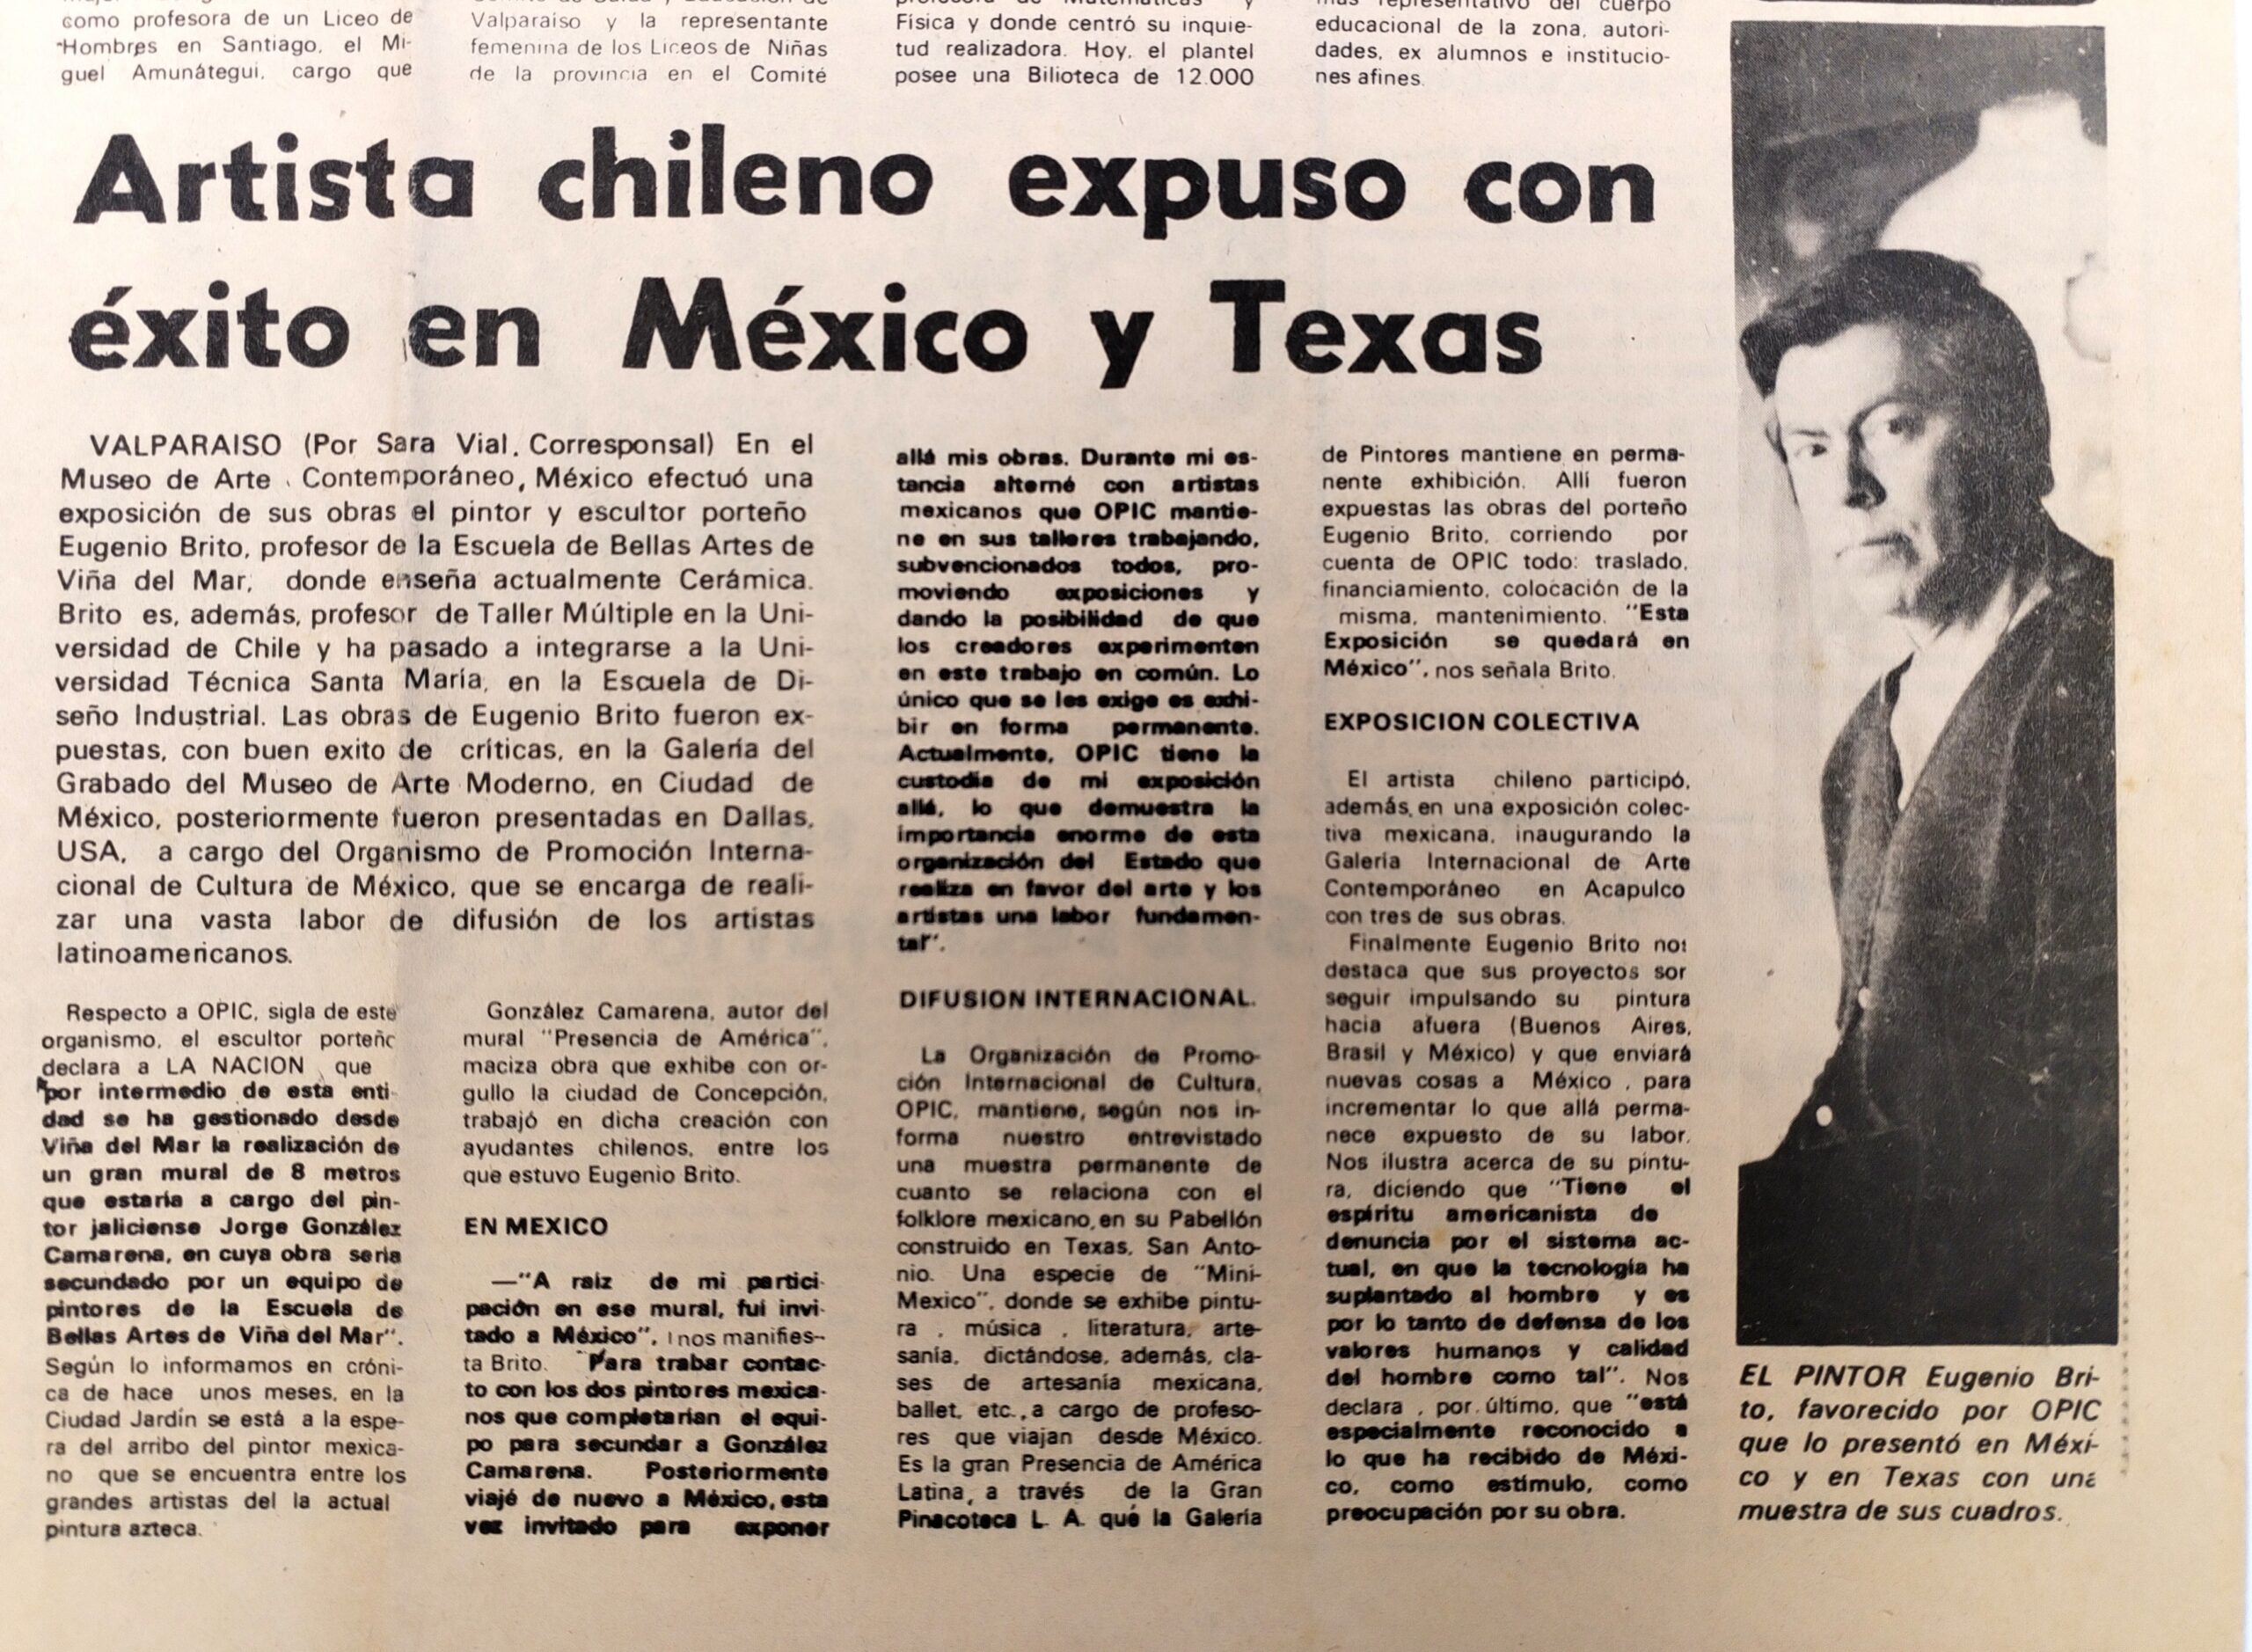 como profesora de un Liceo de
Hombres en Santiago, el Mi-
guel Amunátegui, cargo que
Valparaíso y la representante
femenina de los Liceos de Niñas
de la provincia en el Comité
Física y donde centró su inquie-
tud realizadora. Hoy, el plantel
posee una Bilioteca de 12.000
más representativo del cuerpo
educacional de la zona, autori-
dades, ex alumnos e institucio-
nes afines.
Artista chileno expuso con
éxito en México y Texas
VALPARAISO (Por Sara Vial, Corresponsal) En el
Museo de Arte Contemporáneo, México efectuó una
exposición de sus obras el pintor y escultor porteño
Eugenio Brito, profesor de la Escuela de Bellas Artes de
Viña del Mar, donde enseña actualmente Cerámica.
Brito es, además, profesor de Taller Múltiple en la Uni-
versidad de Chile y ha pasado a integrarse a la Uni-
versidad Técnica Santa María, en la Escuela de Di-
seño Industrial. Las obras de Eugenio Brito fueron ex-
puestas, con buen exito de críticas, en la Galería del
Grabado del Museo de Arte Moderno, en Ciudad de
México, posteriormente fueron presentadas en Dallas,
USA, a cargo del Organismo de Promoción Interna-
cional de Cultura de México, que se encarga de reali-
zar una vasta labor de difusión de los artistas
latinoamericanos.
Respecto a OPIC, sigla de este
organismo, el escultor porteño
declara a LA NACION que
"por intermedio de esta enti-
dad se ha gestionado desde
Viña del Mar la realización de
un gran mural de 8 metros
que estaría a cargo del pin-
tor jaliciense Jorge González
Camarena, en cuya obra sería
secundado por un equipo de
pintores de la Escuela de
Bellas Artes de Viña del Mar".
Según lo informamos en cróni-
ca de hace unos meses, en la
Ciudad Jardín se está a la espe-
ra del arribo del pintor mexica-
no que se encuentra entre los
grandes artistas del la actual
pintura azteca.
González Camarena, autor del
mural "Presencia de América",
maciza obra que exhibe con or-
gullo la ciudad de Concepción,
trabajó en dicha creación con
ayudantes chilenos, entre los
que estuvo Eugenio Brito.
EN MEXICO
—"A raíz de mi partici-
pación en ese mural, fui invi-
tado a México", nos manifies-
ta Brito. "Para trabar contac-
to con los dos pintores mexica-
nos que completarían el equi-
po para secundar a González
Camarena. Posteriormente
viajé de nuevo a México, esta
vez invitado para exponer
allá mis obras. Durante mi es-
tancia alterné con artistas
mexicanos que OPIC mantie-
ne en sus talleres trabajando,
subvencionados todos, pro-
moviendo exposiciones y
dando la posibilidad de que
los creadores experimenten
en este trabajo en común. Lo
único que se les exige es exhi-
bir en forma permanente.
Actualmente, OPIC tiene la
custodia de mi exposición
allá, lo que demuestra la
importancia enorme de esta
organización del Estado que
realiza en favor del arte y los
artistas una labor fundamen-
tal".
DIFUSION INTERNACIONAL.
La Organización de Promo-
ción Internacional de Cultura,
OPIC, mantiene, según nos in-
forma nuestro entrevistado
una muestra permanente de
cuanto se relaciona con el
folklore mexicano, en su Pabellón
construido en Texas, San Anto-
nio. Una especie de "Mini-
Mexico", donde se exhibe pintu-
ra , música , literatura, arte-
sanía, dictándose, además, cla-
ses de artesanía mexicana,
ballet, etc., a cargo de profeso-
res que viajan desde México.
Es la gran Presencia de América
Latina, a través de la Gran
Pinacoteca L. A. qué la Galería
de Pintores mantiene en perma-
nente exhibición. Allí fueron
expuestas las obras del porteño
Eugenio Brito, corriendo por
cuenta de OPIC todo: traslado,
financiamiento, colocación de la
misma, mantenimiento. "Esta
Exposición se quedará en
México", nos señala Brito.
EXPOSICION COLECTIVA
El artista chileno participó,
además, en una exposición colec-
tiva mexicana, inaugurando la
Galería Internacional de Arte
Contemporáneo en Acapulco
con tres de sus obras.
Finalmente Eugenio Brito nos
destaca que sus proyectos son
seguir impulsando su pintura
hacia afuera (Buenos Aires,
Brasil y México) y que enviará
nuevas cosas a México , para
incrementar lo que allá perma-
nece expuesto de su labor.
Nos ilustra acerca de su pintu-
ra, diciendo que "Tiene el
espíritu americanista de
denuncia por el sistema ac-
tual, en que la tecnología ha
suplantado al hombre y es
por lo tanto de defensa de los
valores humanos y calidad
del hombre como tal". Nos
declara , por último, que "está
especialmente reconocido a
lo que ha recibido de Méxi-
co, como estímulo, como
preocupación por su obra.
EL PINTOR Eugenio Bri-
to, favorecido por OPIC
que lo presentó en Méxi-
co y en Texas con una
muestra de sus cuadros.